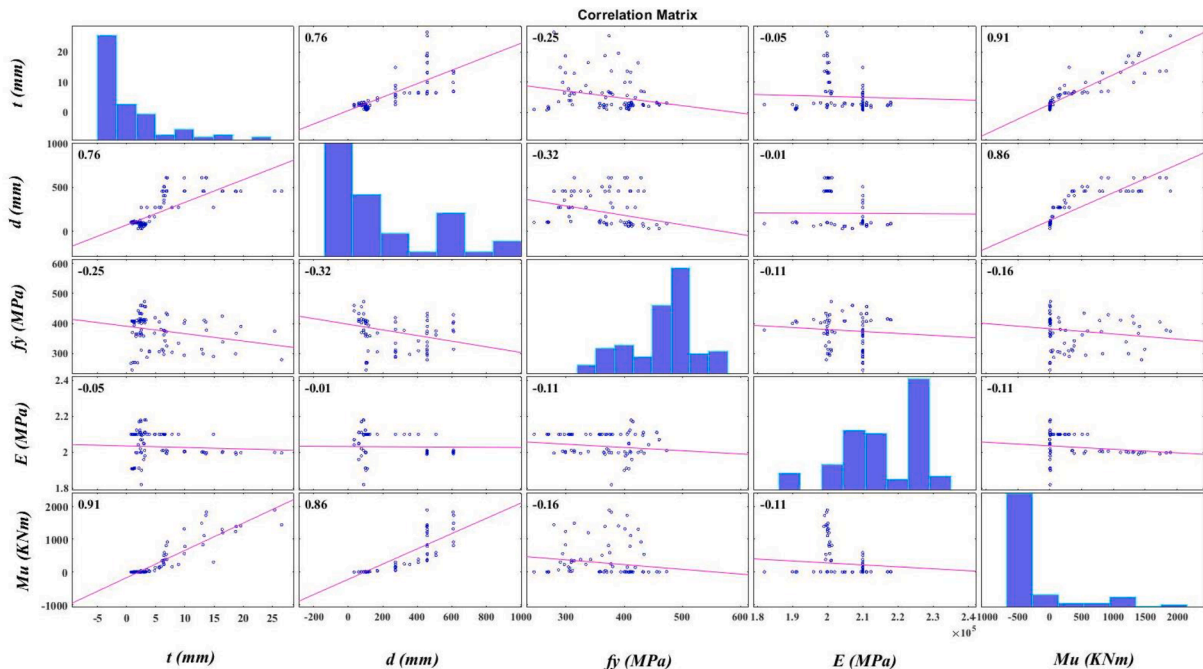 Correlation Matrix
t (mm)
20
10
0
0.76
-0.25
-0.05
0.91
d (mm)
1000
500
0
0.76
-0.32
-0.01
0.86
fy (MPa)
600
500
400
300
-0.25
-0.32
-0.11
-0.16
E (MPa)
2.4
2.2
2
1.8
-0.05
-0.01
-0.11
-0.11
Mu (KNm)
2000
1000
0
-1000
0.91
0.86
-0.16
-0.11
-5 0 5 10 15 20 25
0 200 400 600 800 1000
300 400 500 600
1.8 1.9 2 2.1 2.2 2.3 2.4
×10⁵
1000 -500 0 500 1000 1500 2000
t (mm)
d (mm)
fy (MPa)
E (MPa)
Mu (KNm)